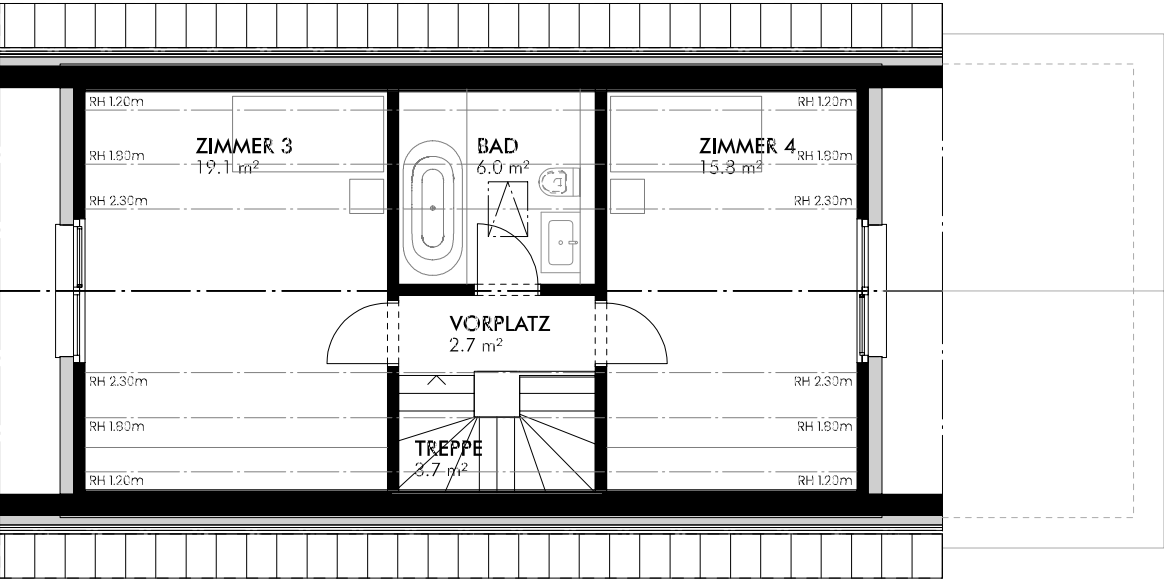 RH 1.20m
RH 1.20m
ZIMMER 3
19.1 m²
BAD
6.0 m²
ZIMMER 4
15.8 m²
RH 1.80m
RH 1.80m
RH 2.30m
RH 2.30m
VORPLATZ
2.7 m²
RH 2.30m
RH 2.30m
RH 1.80m
RH 1.80m
TREPPE
3.7 m²
RH 1.20m
RH 1.20m